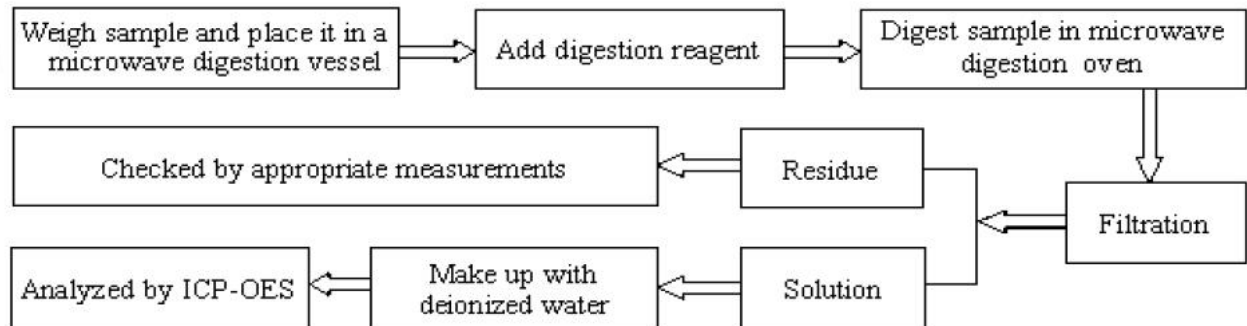 Weigh sample and place it in a
microwave digestion vessel
Add digestion reagent
Digest sample in microwave
digestion oven
Checked by appropriate measurements
Residue
Filtration
Analyzed by ICP-OES
Make up with
deionized water
Solution